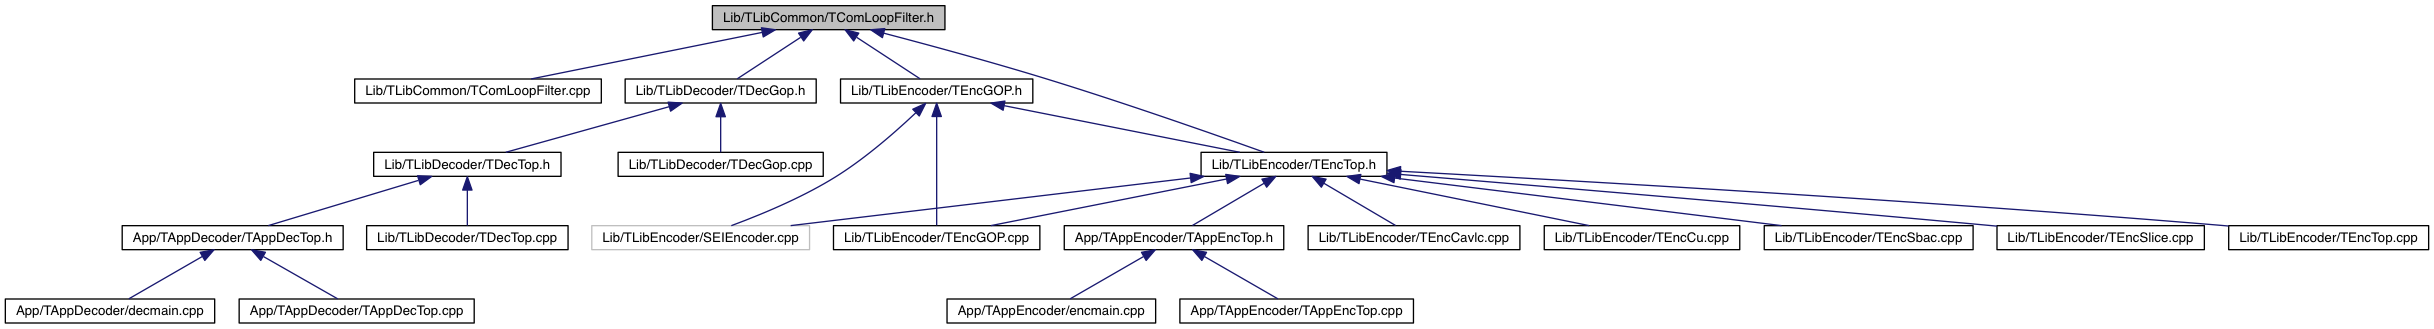 Lib/TLibCommon/TComLoopFilter.h
Lib/TLibCommon/TComLoopFilter.cpp
Lib/TLibDecoder/TDecGop.h
Lib/TLibEncoder/TEncGOP.h
Lib/TLibDecoder/TDecTop.h
Lib/TLibDecoder/TDecGop.cpp
Lib/TLibEncoder/TEncTop.h
App/TAppDecoder/TAppDecTop.h
Lib/TLibDecoder/TDecTop.cpp
Lib/TLibEncoder/SEIEncoder.cpp
Lib/TLibEncoder/TEncGOP.cpp
App/TAppEncoder/TAppEncTop.h
Lib/TLibEncoder/TEncCavlc.cpp
Lib/TLibEncoder/TEncCu.cpp
Lib/TLibEncoder/TEncSbac.cpp
Lib/TLibEncoder/TEncSlice.cpp
Lib/TLibEncoder/TEncTop.cpp
App/TAppDecoder/decmain.cpp
App/TAppDecoder/TAppDecTop.cpp
App/TAppEncoder/encmain.cpp
App/TAppEncoder/TAppEncTop.cpp